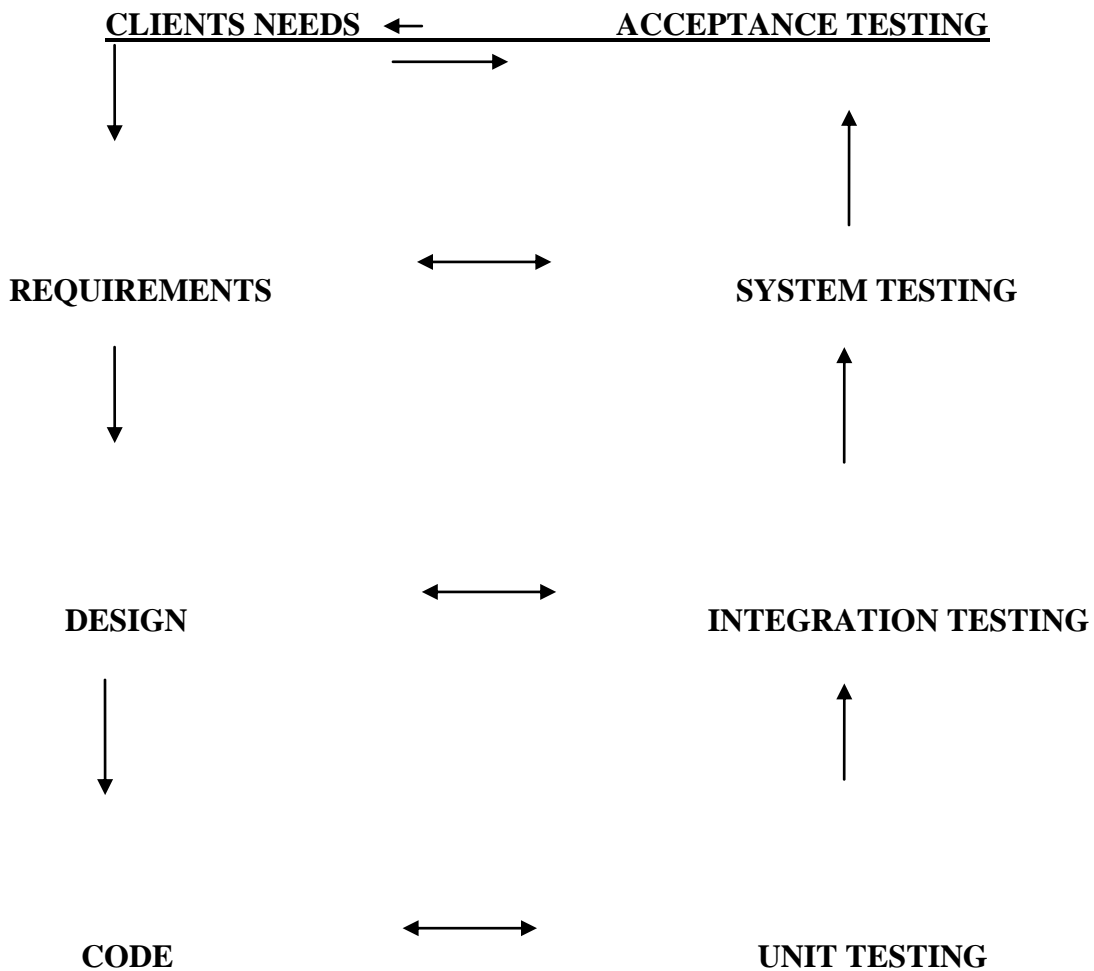 CLIENTS NEEDS ACCEPTANCE TESTING
REQUIREMENTS SYSTEM TESTING
DESIGN INTEGRATION TESTING
CODE UNIT TESTING